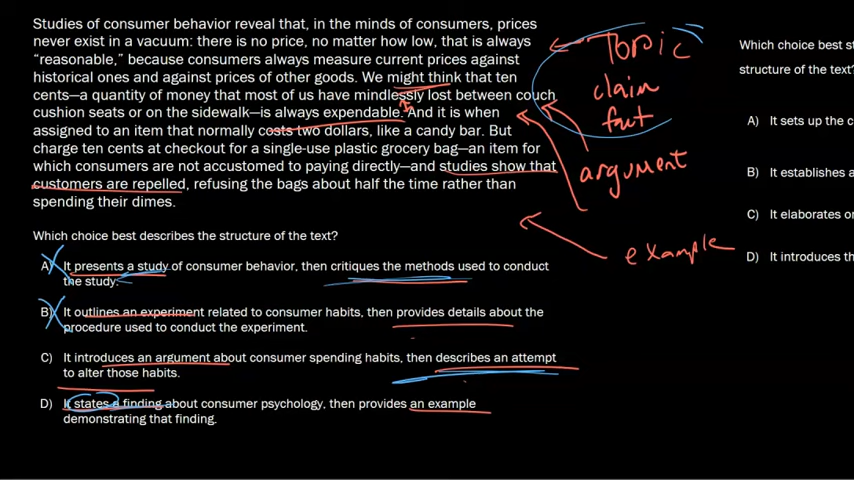 Studies of consumer behavior reveal that, in the minds of consumers, prices
never exist in a vacuum: there is no price, no matter how low, that is always
“reasonable,” because consumers always measure current prices against
historical ones and against prices of other goods. We might think that ten
cents—a quantity of money that most of us have mindlessly lost between couch
cushion seats or on the sidewalk—is always expendable. And it is when
assigned to an item that normally costs two dollars, like a candy bar. But
charge ten cents at checkout for a single-use plastic grocery bag—an item for
which consumers are not accustomed to paying directly—and studies show that
customers are repelled, refusing the bags about half the time rather than
spending their dimes.
Which choice best describes the structure of the text?
A) It presents a study of consumer behavior, then critiques the methods used to conduct
the study.
B) It outlines an experiment related to consumer habits, then provides details about the
procedure used to conduct the experiment.
C) It introduces an argument about consumer spending habits, then describes an attempt
to alter those habits.
D) It states a finding about consumer psychology, then provides an example
demonstrating that finding.
Topic
claim
fact
argument
example
Which choice best
structure of the text?
A) It sets up the
B) It establishes
C) It elaborates
D) It introduces